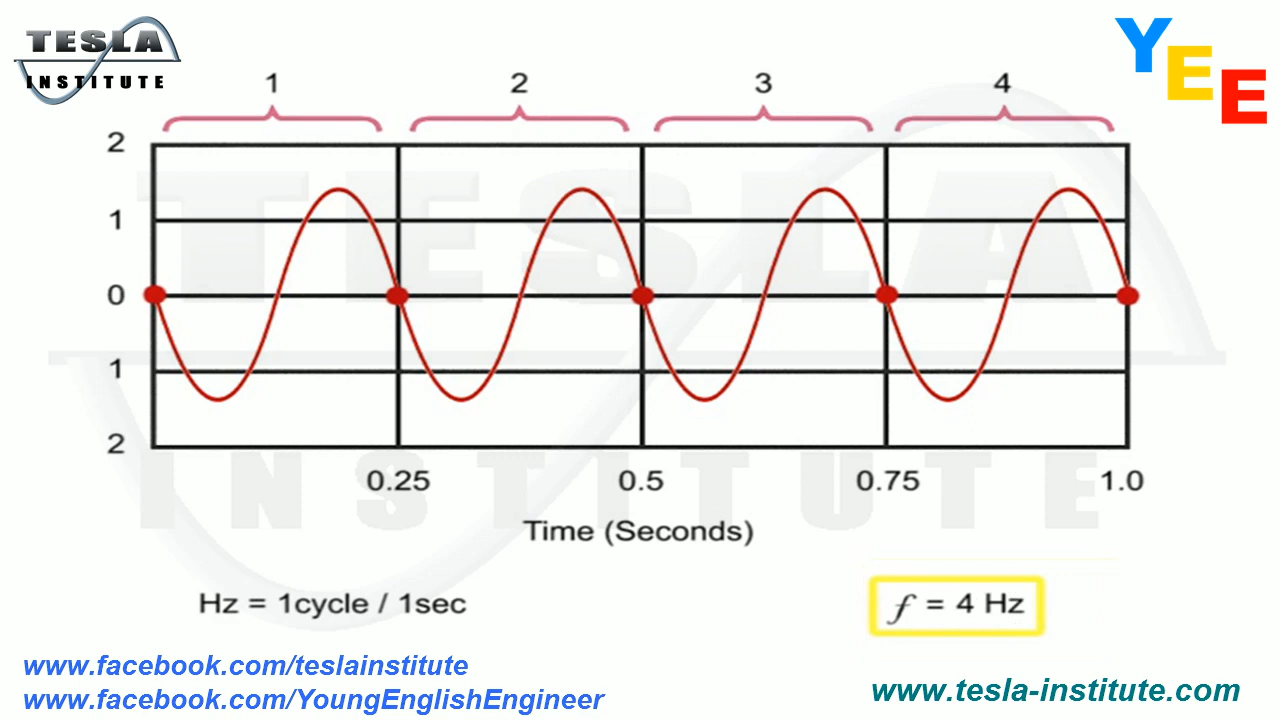 TESLA
INSTITUTE
YEE
1 2 3 4
2
1
0
1
2
TESLA
INSTITUTE
0.25 0.5 0.75 1.0
Time (Seconds)
Hz = 1cycle / 1sec
f = 4 Hz
www.facebook.com/teslainstitute
www.facebook.com/YoungEnglishEngineer
www.tesla-institute.com